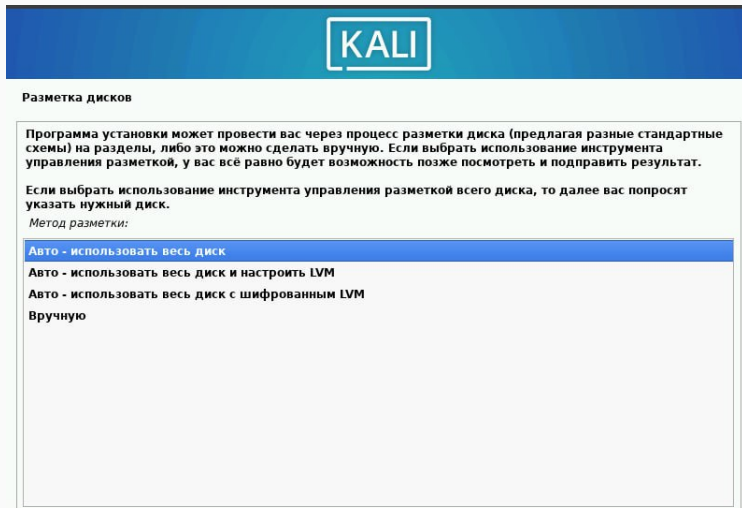 KALI
Разметка дисков
Программа установки может провести вас через процесс разметки диска (предлагая разные стандартные
схемы) на разделы, либо это можно сделать вручную. Если выбрать использование инструмента
управления разметкой, у вас всё равно будет возможность позже посмотреть и подправить результат.
Если выбрать использование инструмента управления разметкой всего диска, то далее вас попросят
указать нужный диск.
Метод разметки:
Авто - использовать весь диск
Авто - использовать весь диск и настроить LVM
Авто - использовать весь диск с шифрованным LVM
Вручную